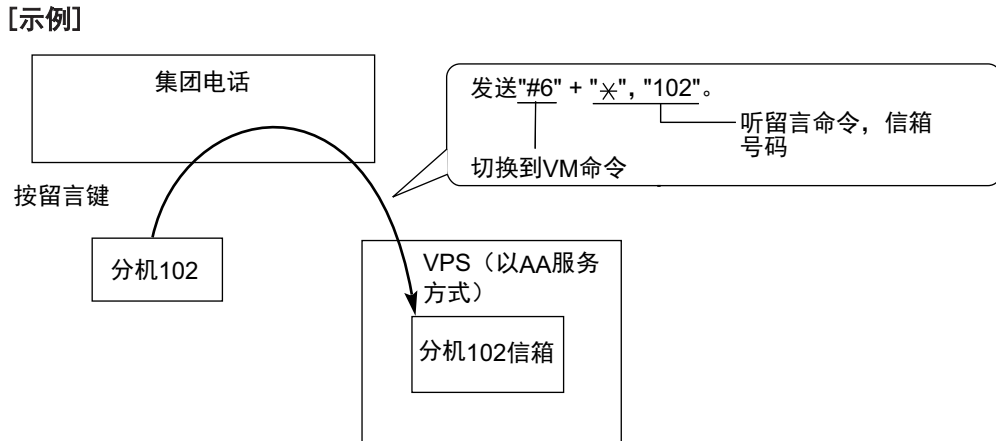 [示例]
集团电话
发送"#6" + "＊", "102"。
听留言命令，信箱
号码
切换到VM命令
按留言键
分机102
VPS（以AA服务
方式）
分机102信箱